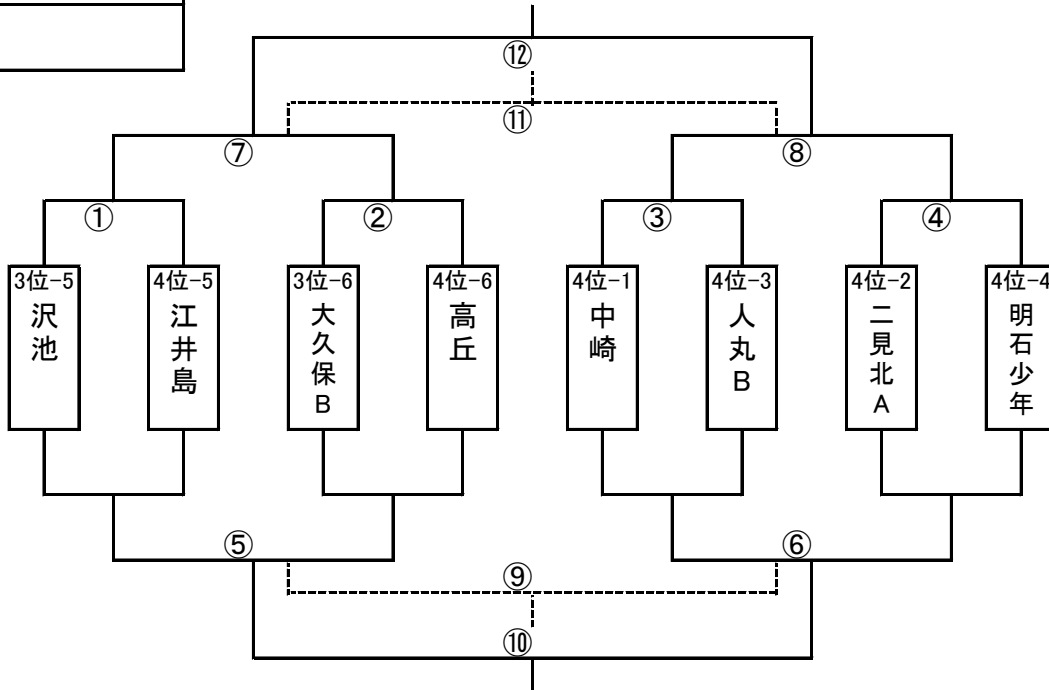 ⑫
⑪
⑦
⑧
①
②
③
④
3位-5
沢池
4位-5
江井島
3位-6
大久保B
4位-6
高丘
4位-1
中崎
4位-3
人丸B
4位-2
二見北A
4位-4
明石少年
⑤
⑥
⑨
⑩